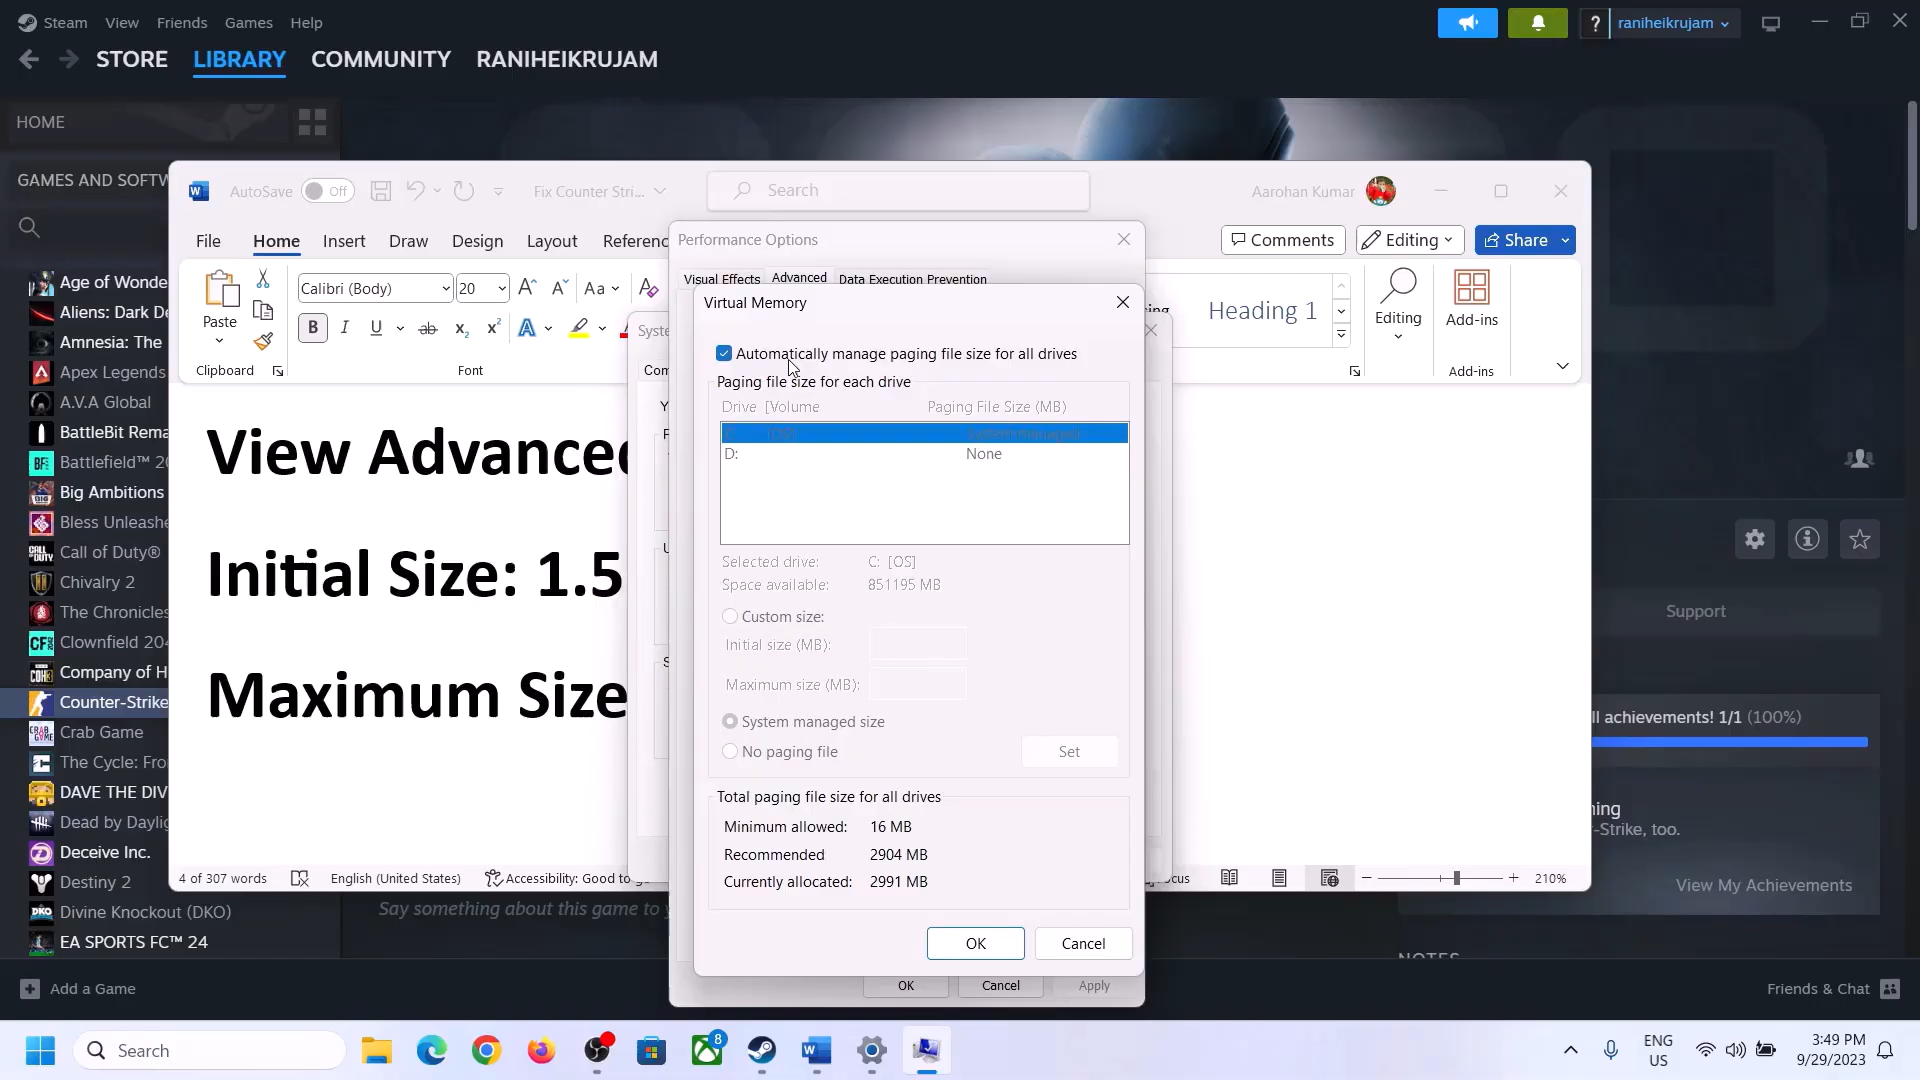 Steam View Friends Games Help
? raniheikrujam
STORE LIBRARY COMMUNITY RANIHEIKRUJAM
HOME
GAMES AND SOFTW
Age of Wonde
Aliens: Dark De
Amnesia: The
Apex Legends
A.V.A Global
BattleBit Rema
Battlefield™ 20
Big Ambitions
Bless Unleashe
Call of Duty®
Chivalry 2
The Chronicles
Clownfield 204
Company of H
Counter-Strike
Crab Game
The Cycle: Fro
DAVE THE DIV
Dead by Daylig
Deceive Inc.
Destiny 2
Divine Knockout (DKO)
EA SPORTS FC™ 24
Add a Game
AutoSave Off Fix Counter Stri... Search Aarohan Kumar
File Home Insert Draw Design Layout Referenc
Comments Editing Share
Paste
Calibri (Body) 20
Clipboard Font
Heading 1
Editing
Add-ins
Add-ins
View Advanced
Initial Size: 1.5
Maximum Size
4 of 307 words English (United States) Accessibility: Good to g
210%
Performance Options
Visual Effects Advanced Data Execution Prevention
Syste
Com
Virtual Memory
Automatically manage paging file size for all drives
Paging file size for each drive
Drive [Volume Paging File Size (MB)
D: None
Selected drive: C: [OS]
Space available: 851195 MB
Custom size:
Initial size (MB):
Maximum size (MB):
System managed size
No paging file Set
Total paging file size for all drives
Minimum allowed: 16 MB
Recommended 2904 MB
Currently allocated: 2991 MB
OK Cancel
OK Cancel Apply
Support
ll achievements! 1/1 (100%)
-Strike, too.
View My Achievements
Say something about this game to y
Friends & Chat
Search
8
ENG
US
3:49 PM
9/29/2023